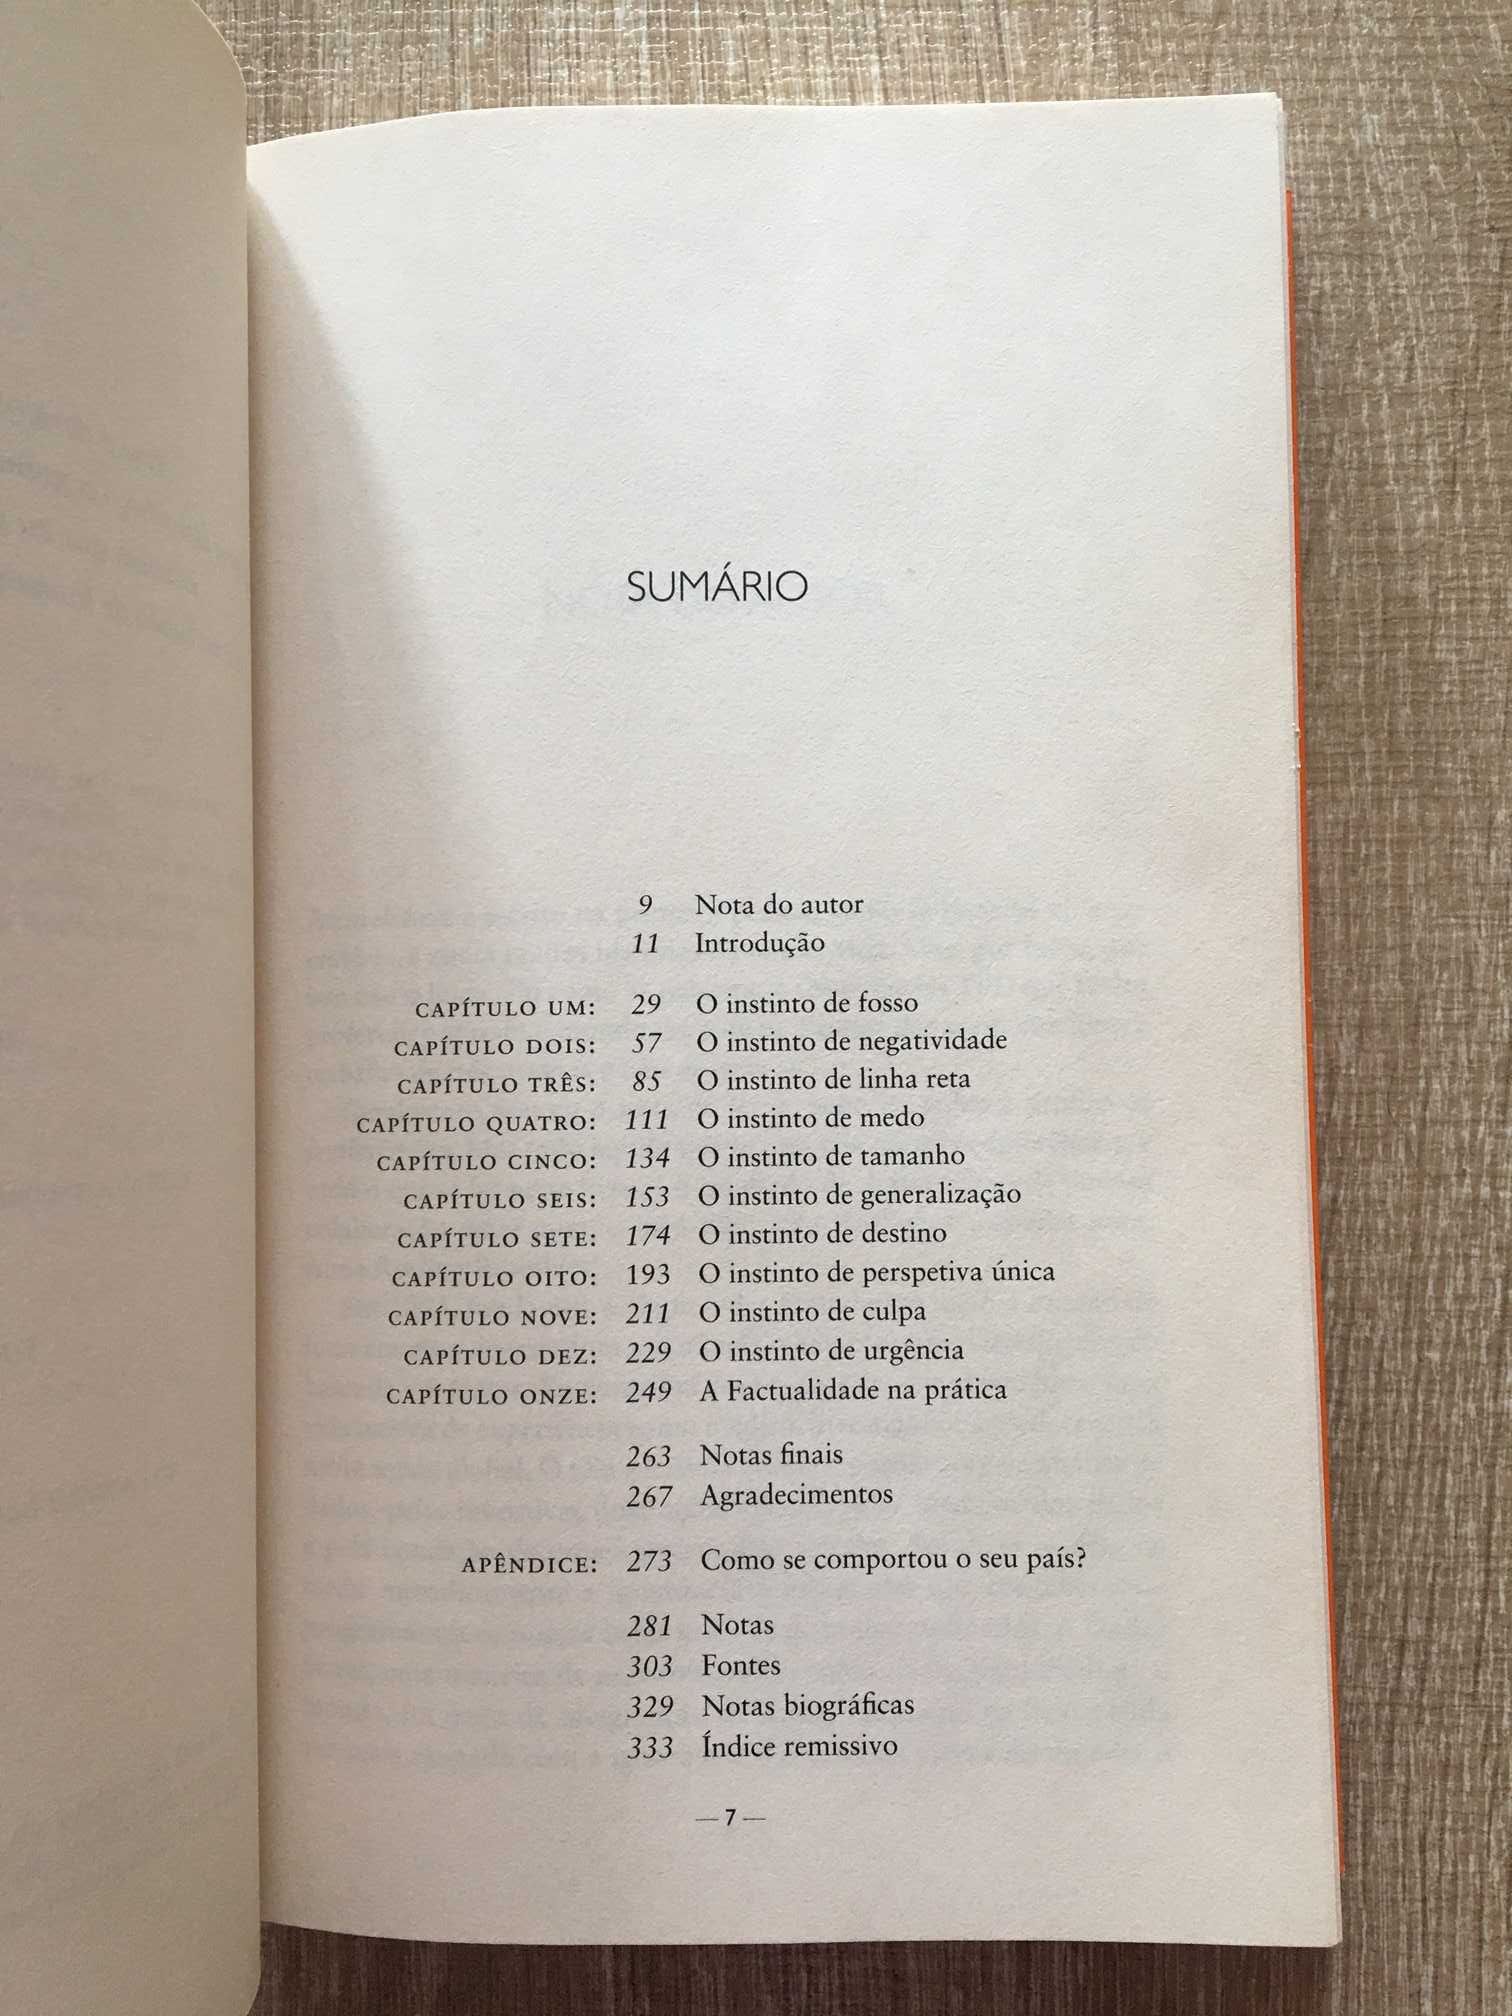 SUMÁRIO
9 Nota do autor
11 Introdução
CAPÍTULO UM: 29 O instinto de fosso
CAPÍTULO DOIS: 57 O instinto de negatividade
CAPÍTULO TRÊS: 85 O instinto de linha reta
CAPÍTULO QUATRO: 111 O instinto de medo
CAPÍTULO CINCO: 134 O instinto de tamanho
CAPÍTULO SEIS: 153 O instinto de generalização
CAPÍTULO SETE: 174 O instinto de destino
CAPÍTULO OITO: 193 O instinto de perspetiva única
CAPÍTULO NOVE: 211 O instinto de culpa
CAPÍTULO DEZ: 229 O instinto de urgência
CAPÍTULO ONZE: 249 A Factualidade na prática
263 Notas finais
267 Agradecimentos
APÊNDICE: 273 Como se comportou o seu país?
281 Notas
303 Fontes
329 Notas biográficas
333 Índice remissivo
— 7 —